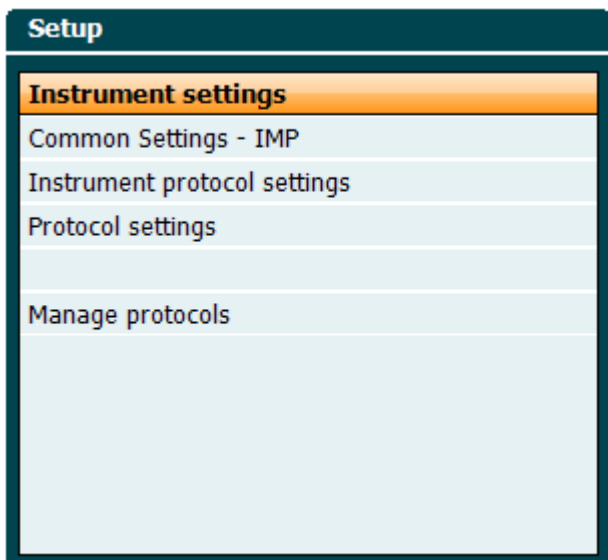 Setup
Instrument settings
Common Settings - IMP
Instrument protocol settings
Protocol settings
Manage protocols